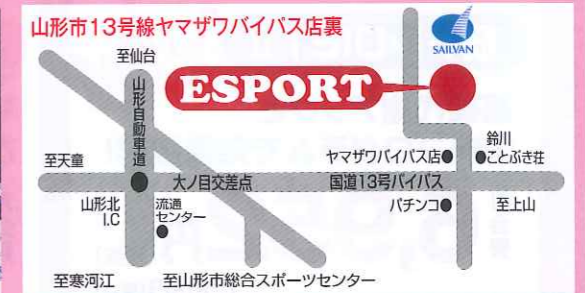 山形市13号線ヤマザワバイパス店裏
SAILVAN
至仙台
ESPORT
山形自動車道
鈴川
ことぶき荘
ヤマザワバイパス店
至天童
大ノ目交差点
国道13号バイパス
山形北
I.C
流通
センター
パチンコ
至上山
至寒河江
至山形市総合スポーツセンター